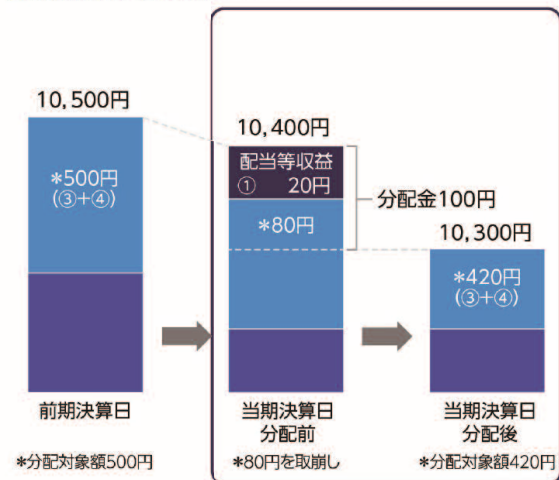 10,500円
*500円
(③+④)
前期決算日
*分配対象額500円
10,400円
配当等収益
① 20円
*80円
当期決算日
分配前
*80円を取崩し
分配金100円
10,300円
*420円
(③+④)
当期決算日
分配後
*分配対象額420円